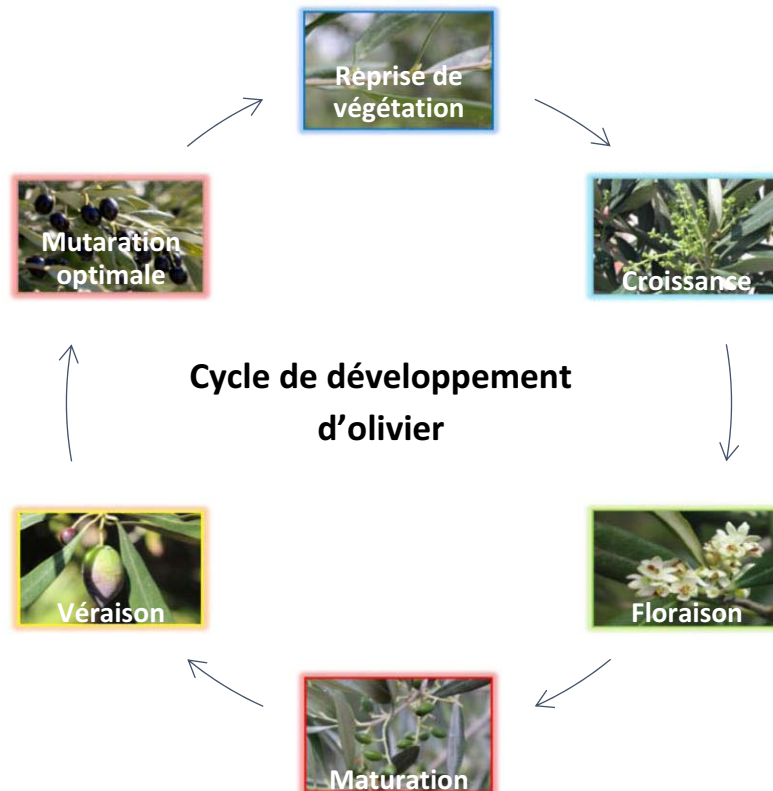 Reprise de
végétation
Croissance
Floraison
Maturation
Véraison
Mutaration
optimale
Cycle de développement
d’olivier